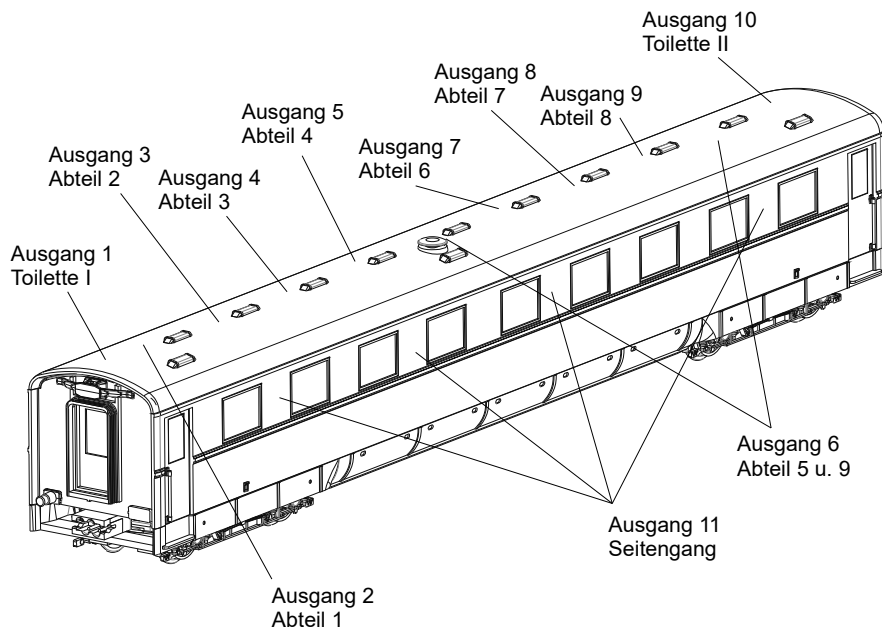 Ausgang 10
Toilette II
Ausgang 8
Abteil 7
Ausgang 9
Abteil 8
Ausgang 5
Abteil 4
Ausgang 7
Abteil 6
Ausgang 3
Abteil 2
Ausgang 4
Abteil 3
Ausgang 1
Toilette I
Ausgang 6
Abteil 5 u. 9
Ausgang 11
Seitengang
Ausgang 2
Abteil 1